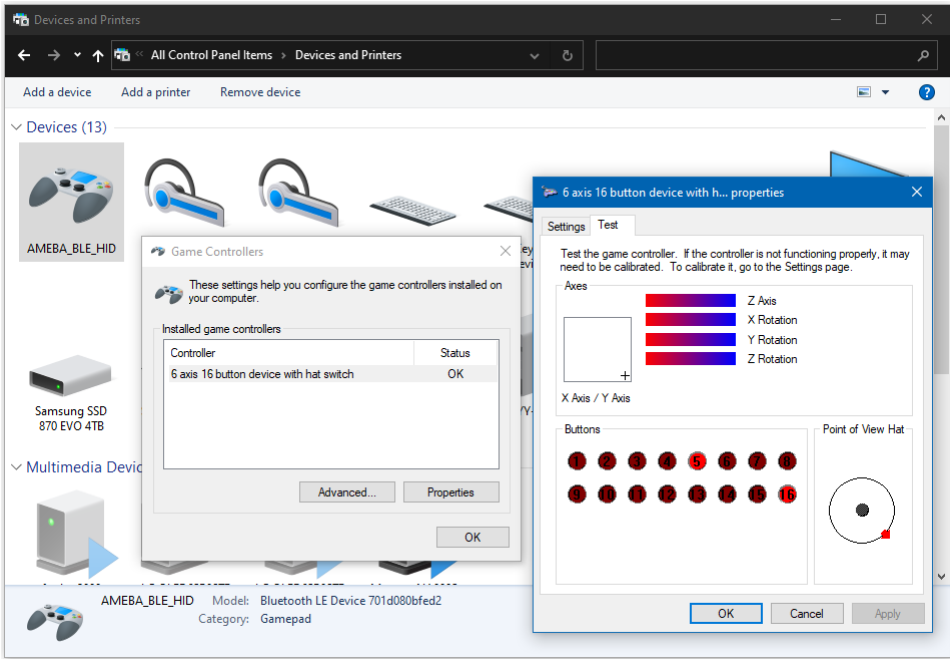 Devices and Printers
All Control Panel Items
Devices and Printers
Add a device
Add a printer
Remove device
Devices (13)
AMEBA_BLE_HID
Samsung SSD
870 EVO 4TB
Multimedia Devic
Game Controllers
These settings help you configure the game controllers installed on
your computer.
Installed game controllers
Controller Status
6 axis 16 button device with hat switch OK
Advanced...
Properties
OK
6 axis 16 button device with h... properties
Settings
Test
Test the game controller. If the controller is not functioning properly, it may
need to be calibrated. To calibrate it, go to the Settings page.
Axes
Z Axis
X Rotation
Y Rotation
Z Rotation
X Axis / Y Axis
Buttons
1 2 3 4 5 6 7 8
9 10 11 12 13 14 15 16
Point of View Hat
OK
Cancel
Apply
AMEBA_BLE_HID
Model: Bluetooth LE Device 701d080bfed2
Category: Gamepad